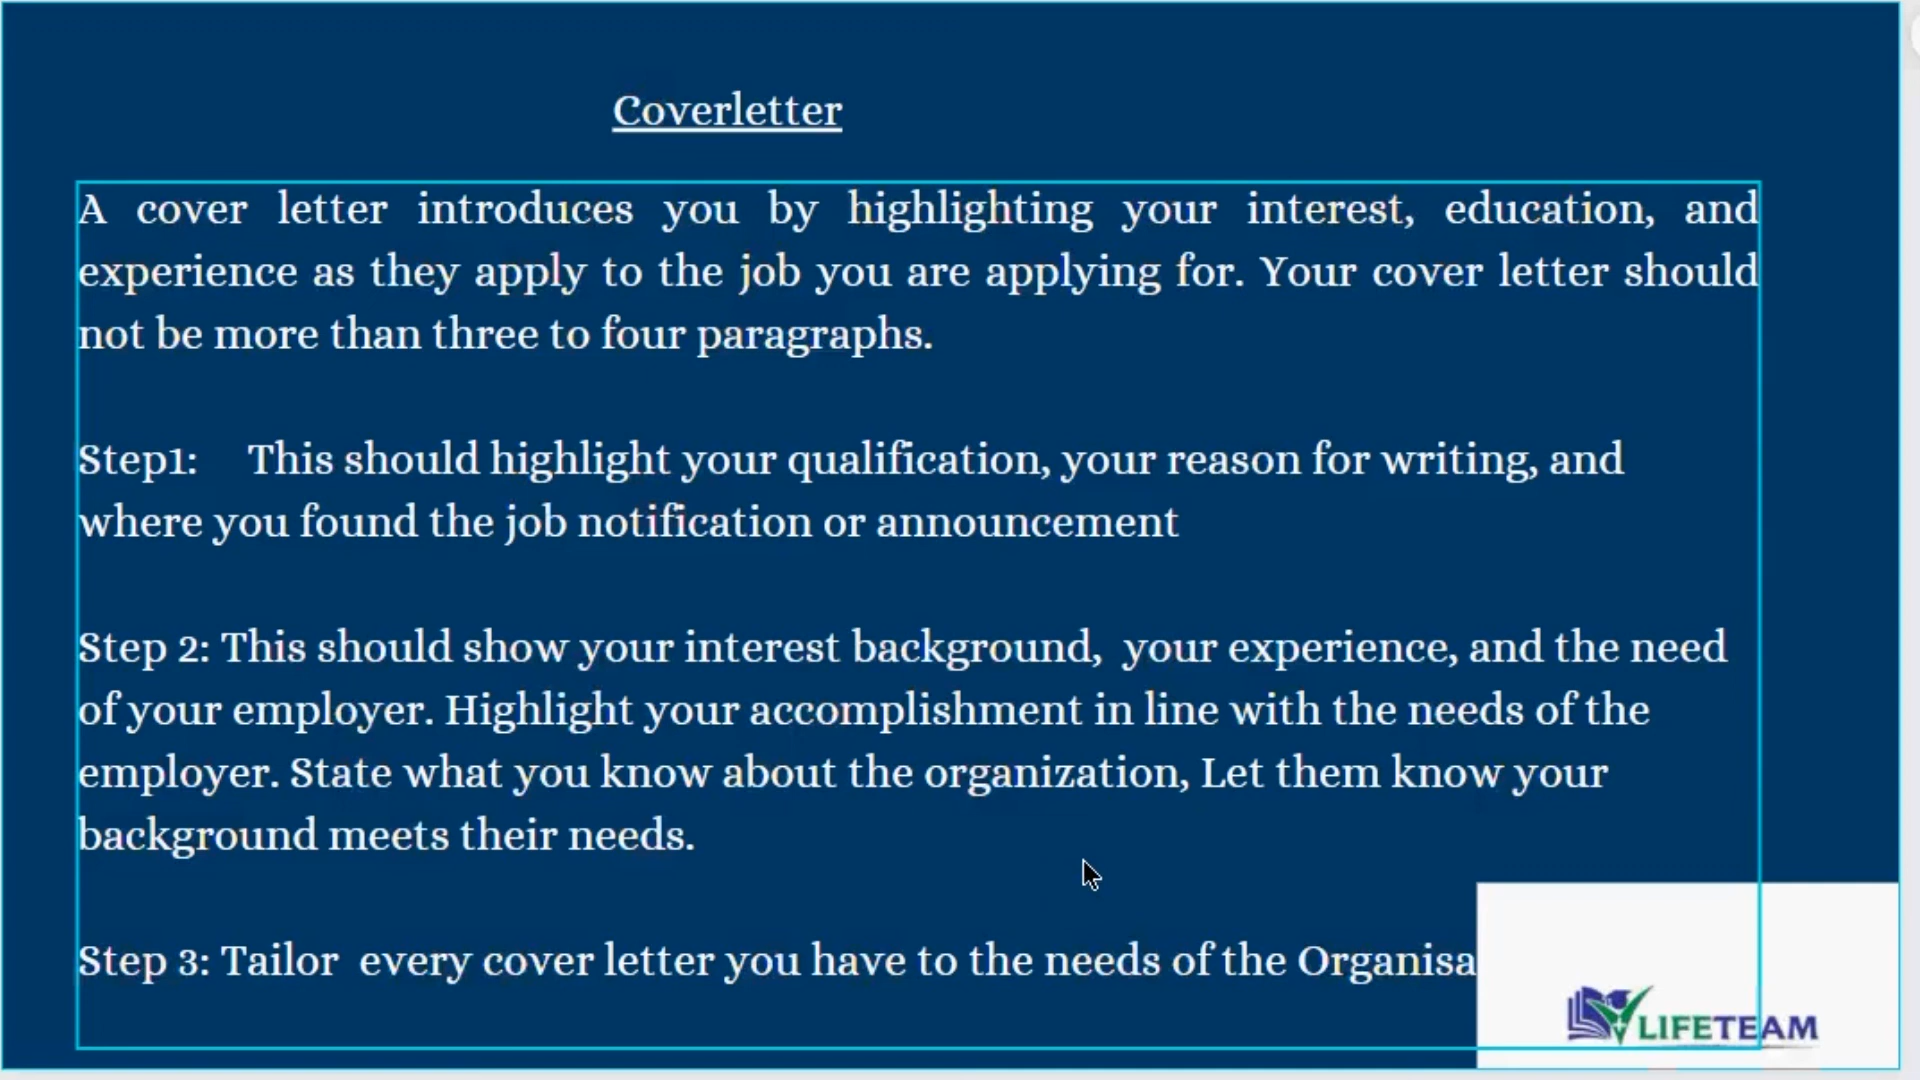 Coverletter
A cover letter introduces you by highlighting your interest, education, and
experience as they apply to the job you are applying for. Your cover letter should
not be more than three to four paragraphs.
Step1: This should highlight your qualification, your reason for writing, and
where you found the job notification or announcement
Step 2: This should show your interest background, your experience, and the need
of your employer. Highlight your accomplishment in line with the needs of the
employer. State what you know about the organization, Let them know your
background meets their needs.
Step 3: Tailor every cover letter you have to the needs of the Organisa
LIFETEAM